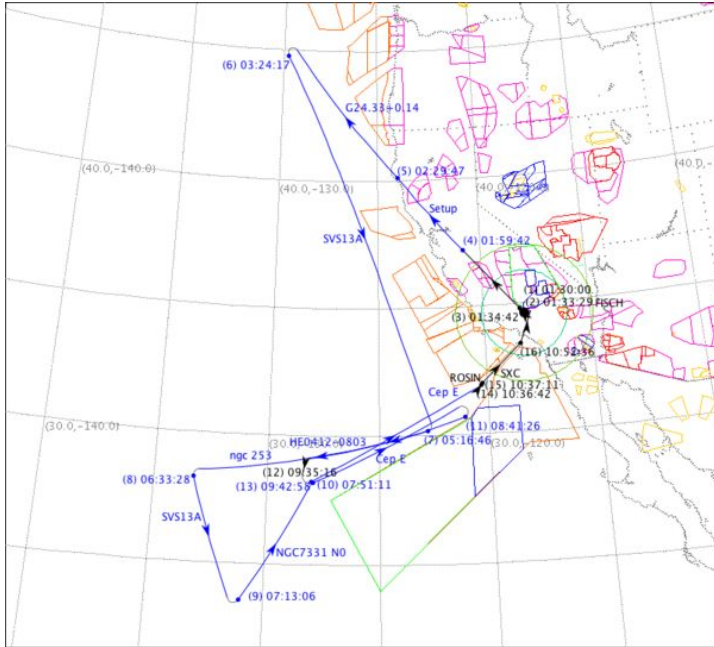 (6) 03:24:17
G24.33+0.14
(40.0,-140.0)
(40.0,-130.0)
(5) 02:29:47
(40.0,
(40.0,-
Setup
SVS13A
(4) 01:59:42
(1) 01:30:00
(2) 01:33:29
FISCH
(3) 01:34:42
(16) 10:52:36
ROSIN
SXC
Cep E
(15) 10:37:11
(14) 10:36:42
(30.0,-140.0)
(11) 08:41:26
HE0412-0803
(7) 05:16:46
(30.0,-120.0)
ngc 253
Cep E
(12) 09:35:16
(8) 06:33:28
(13) 09:42:58
(10) 07:51:11
SVS13A
NGC7331 N0
(9) 07:13:06